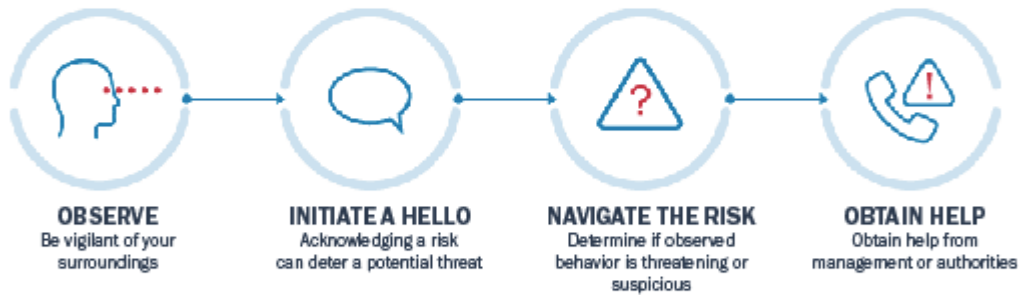 ?
!
OBSERVE
Be vigilant of your
surroundings
INITIATE A HELLO
Acknowledging a risk
can deter a potential threat
NAVIGATE THE RISK
Determine if observed
behavior is threatening or
suspicious
OBTAIN HELP
Obtain help from
management or authorities